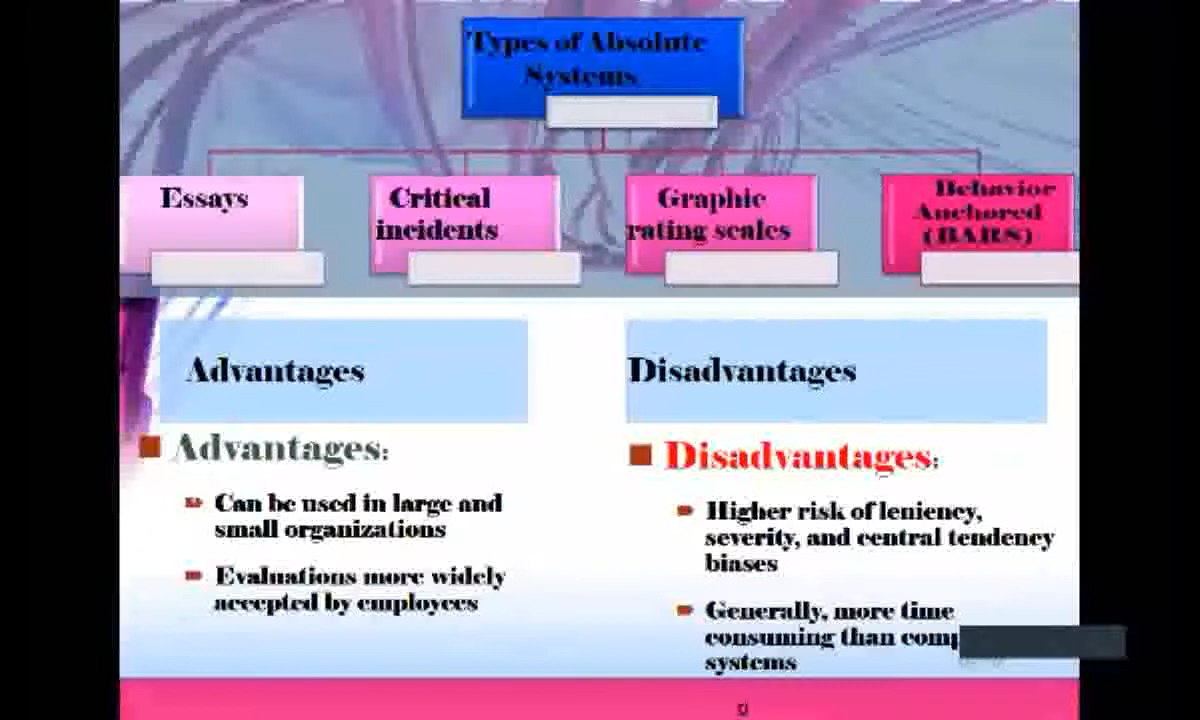 Types of Absolute
Systems
Essays
Critical
incidents
Graphic
rating scales
Behavior
Anchored
(BARS)
Advantages
Disadvantages
Advantages:
Disadvantages:
Can be used in large and
small organizations
Evaluations more widely
accepted by employees
Higher risk of leniency,
severity, and central tendency
biases
Generally, more time
consuming than
systems